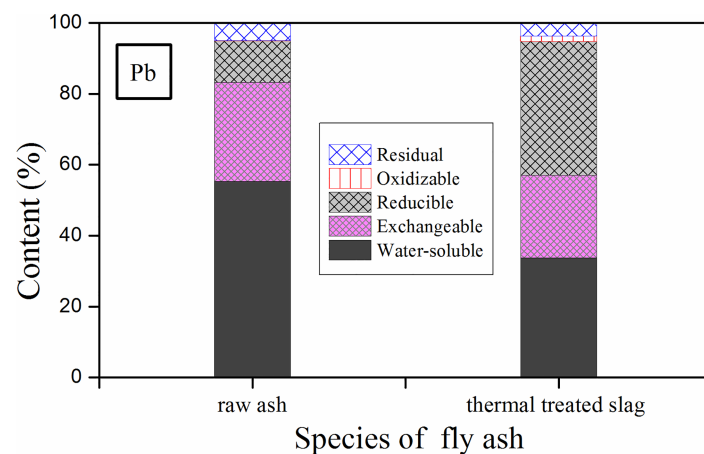 100
80
60
40
20
0
Content (%)
Pb
Residual
Oxidizable
Reducible
Exchangeable
Water-soluble
raw ash
thermal treated slag
Species of fly ash